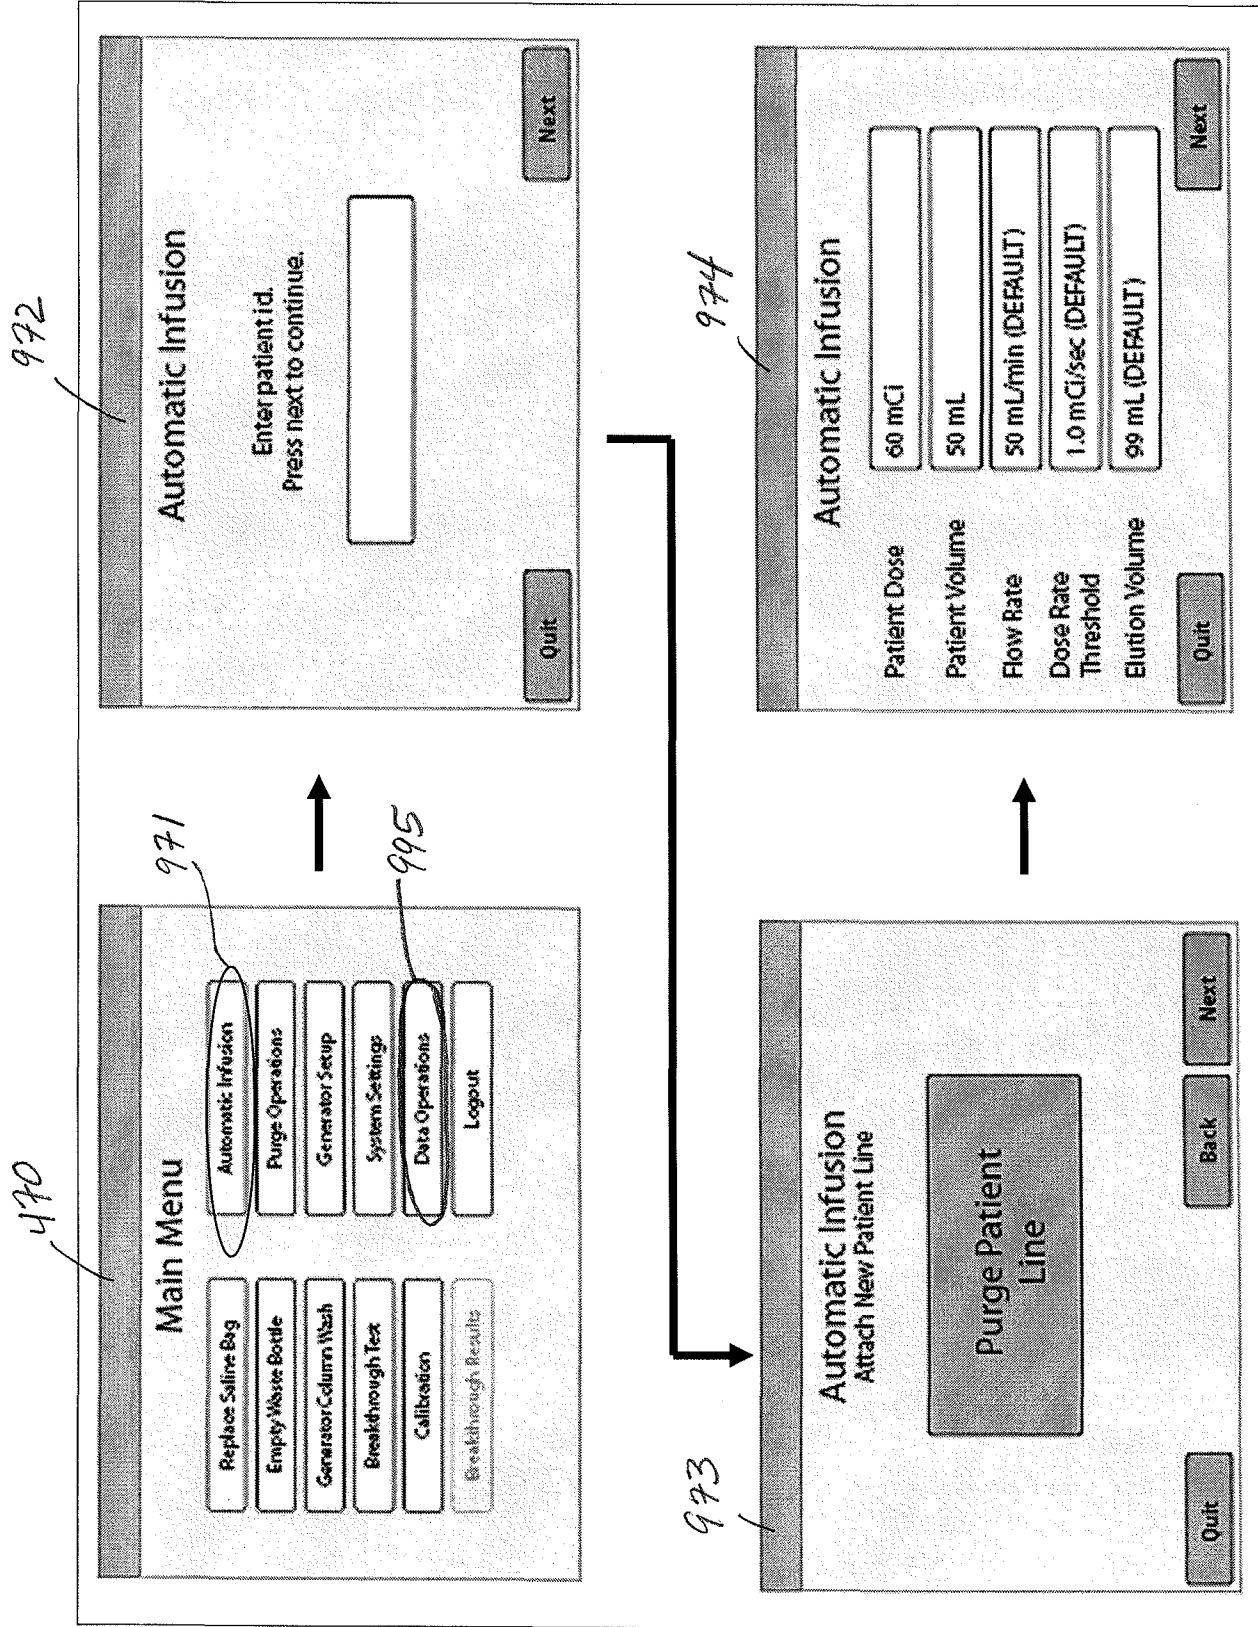 470
Main Menu
Replace Saline Bag
Empty Waste Bottle
Generator Column Wash
Breakthrough Test
Calibration
Breakthrough Results
Automatic Infusion
Purge Operations
Generator Setup
System Settings
Data Operations
Logout
971
995
972
Automatic Infusion
Enter patient id.
Press next to continue.
Quit
Next
973
Automatic Infusion
Attach New Patient Line
Purge Patient
Line
Quit
Back
Next
974
Automatic Infusion
Patient Dose
60 mCi
Patient Volume
50 mL
Flow Rate
50 mL/min (DEFAULT)
Dose Rate
Threshold
1.0 mCi/sec (DEFAULT)
Elution Volume
99 mL (DEFAULT)
Quit
Next